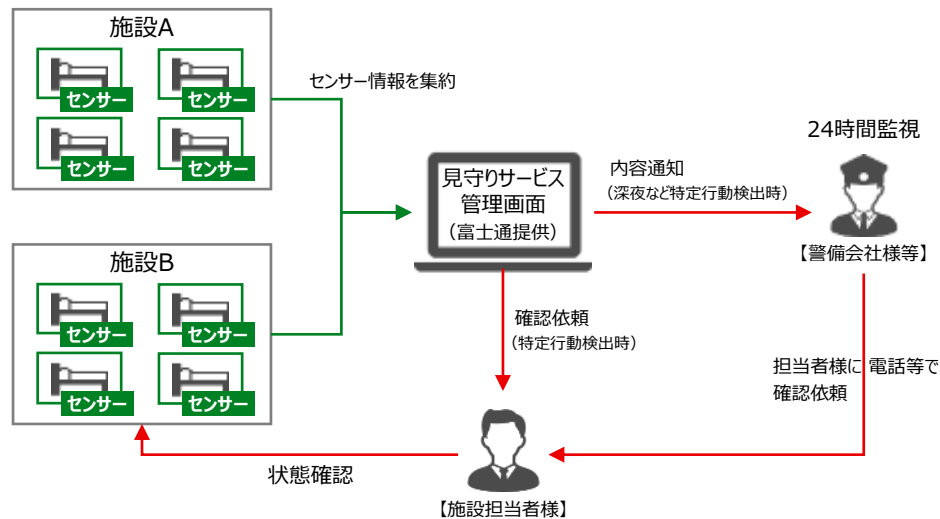 施設A
センサー
センサー
センサー
センサー
センサー情報を集約
施設B
センサー
センサー
センサー
センサー
見守りサービス
管理画面
（富士通提供）
内容通知
（深夜など特定行動検出時）
24時間監視
【警備会社様等】
確認依頼
（特定行動検出時）
担当者様に電話等で
確認依頼
状態確認
【施設担当者様】